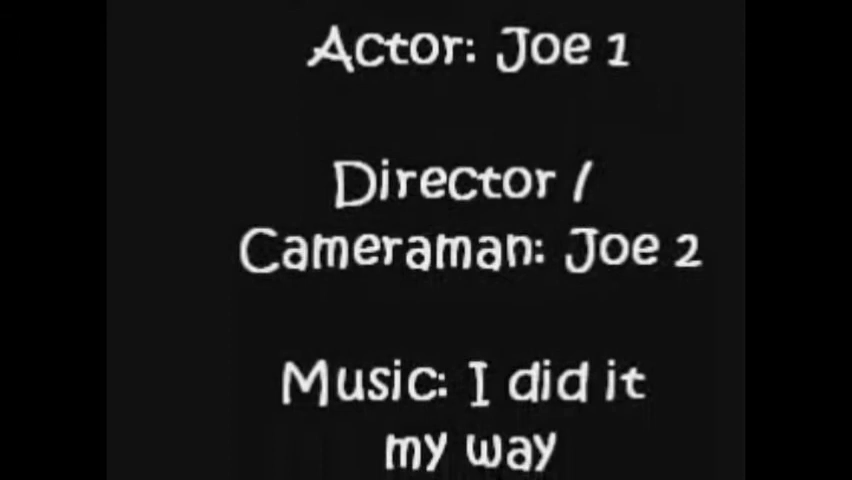 Actor: Joe 1
Director /
Cameraman: Joe 2
Music: I did it
my way